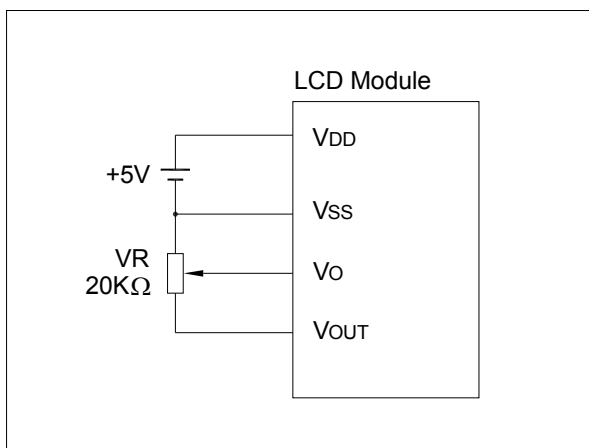 LCD Module
VDD
+5V
VSS
VR
20KΩ
VO
VOUT